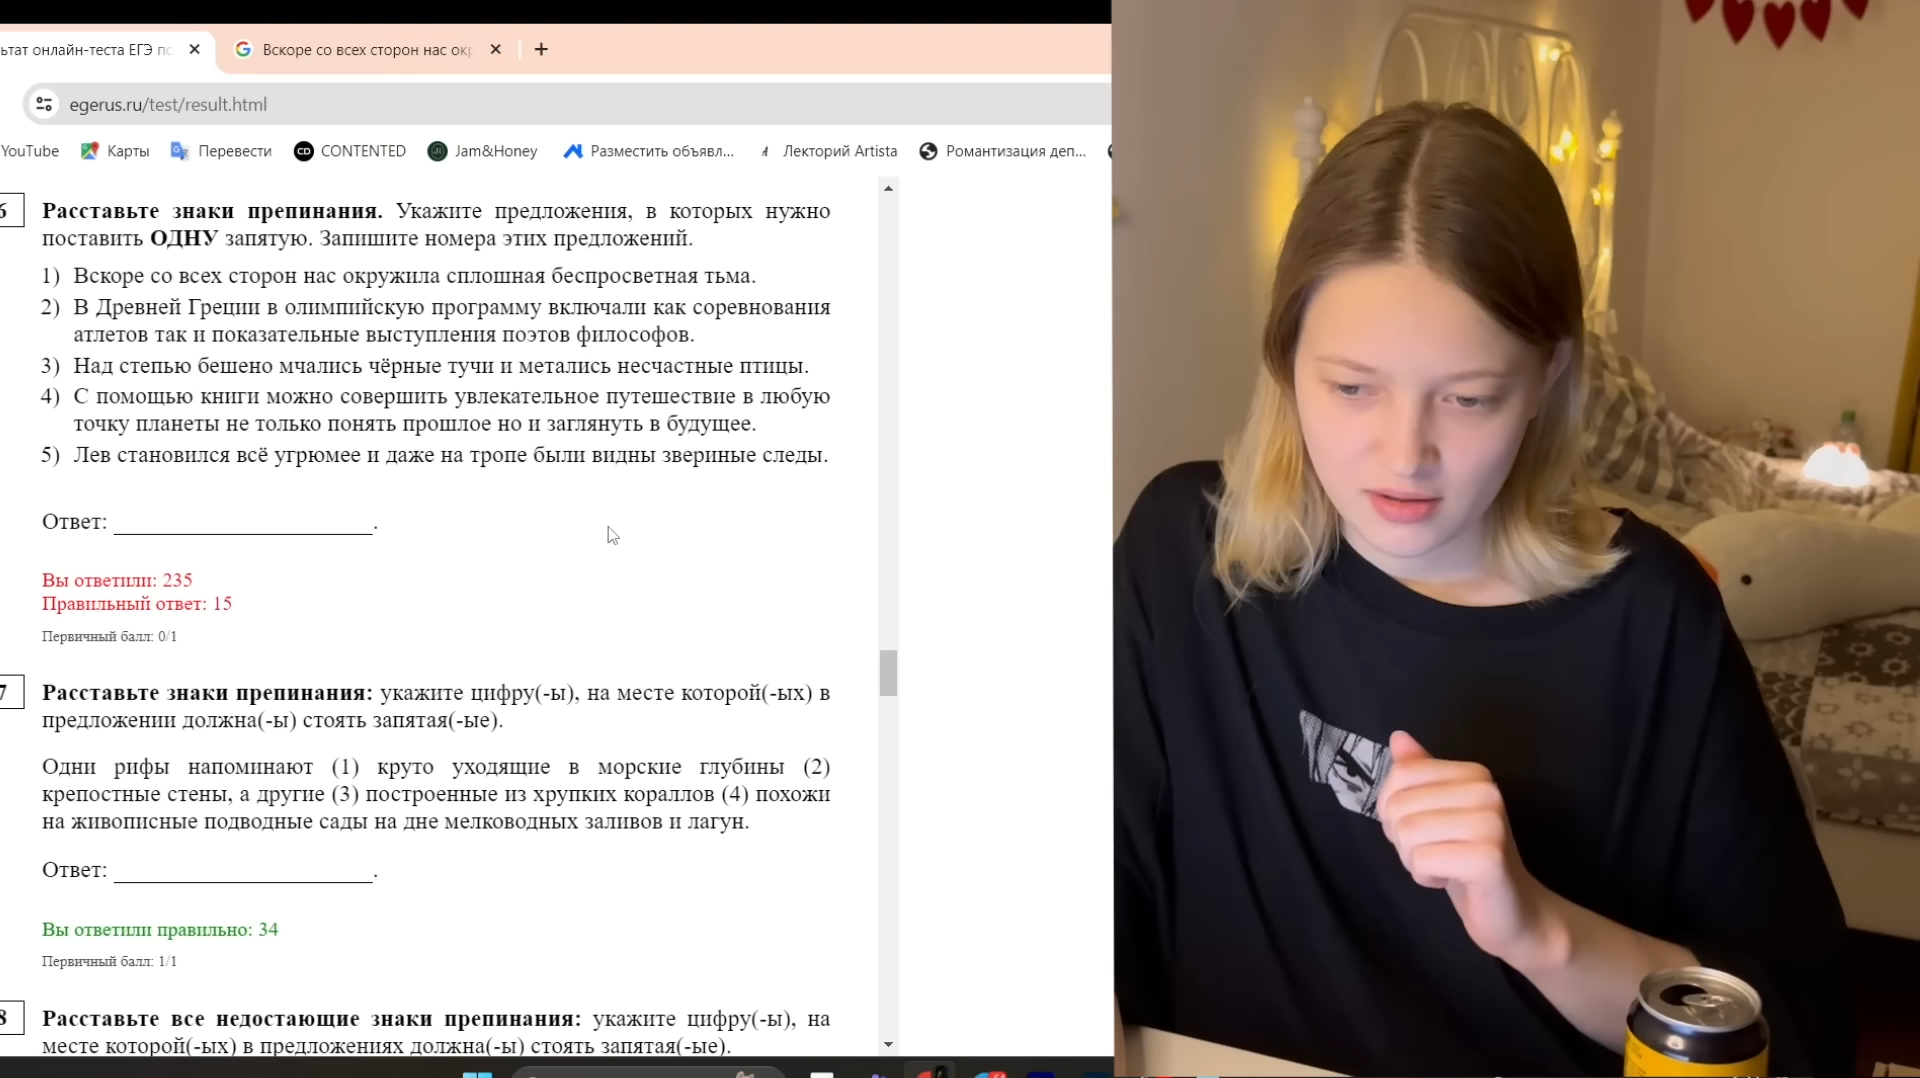 ьтат онлайн-теста ЕГЭ по
Вскоре со всех сторон нас окр
egerus.ru/test/result.html
YouTube Карты Перевести CONTENTED Jam&Honey Разместить объявл... Лекторий Artista Романтизация деп...
6 Расставьте знаки препинания. Укажите предложения, в которых нужно
поставить ОДНУ запятую. Запишите номера этих предложений.
1) Вскоре со всех сторон нас окружила сплошная беспросветная тьма.
2) В Древней Греции в олимпийскую программу включали как соревнования
атлетов так и показательные выступления поэтов философов.
3) Над степью бешено мчались чёрные тучи и метались несчастные птицы.
4) С помощью книги можно совершить увлекательное путешествие в любую
точку планеты не только понять прошлое но и заглянуть в будущее.
5) Лев становился всё угрюмее и даже на тропе были видны звериные следы.
Ответ: ____________________.
Вы ответили: 235
Правильный ответ: 15
Первичный балл: 0/1
7 Расставьте знаки препинания: укажите цифру(-ы), на месте которой(-ых) в
предложении должна(-ы) стоять запятая(-ые).
Одни рифы напоминают (1) круто уходящие в морские глубины (2)
крепостные стены, а другие (3) построенные из хрупких кораллов (4) похожи
на живописные подводные сады на дне мелководных заливов и лагун.
Ответ: ____________________.
Вы ответили правильно: 34
Первичный балл: 1/1
8 Расставьте все недостающие знаки препинания: укажите цифру(-ы), на
месте которой(-ых) в предложениях должна(-ы) стоять запятая(-ые).